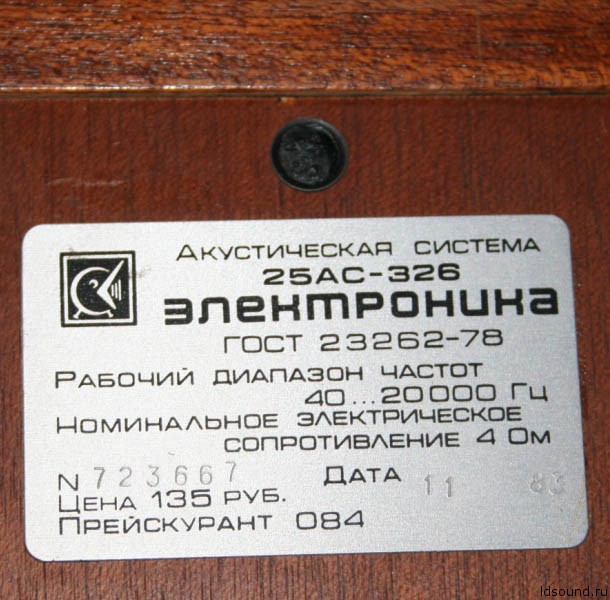 Акустическая система
25АС-326
электроника
ГОСТ 23262-78
Рабочий диапазон частот
40...20000 Гц
Номинальное электрическое
сопротивление 4 Ом
N 723667 Дата 11 83
Цена 135 руб.
Прейскурант 084
ldsound.ru